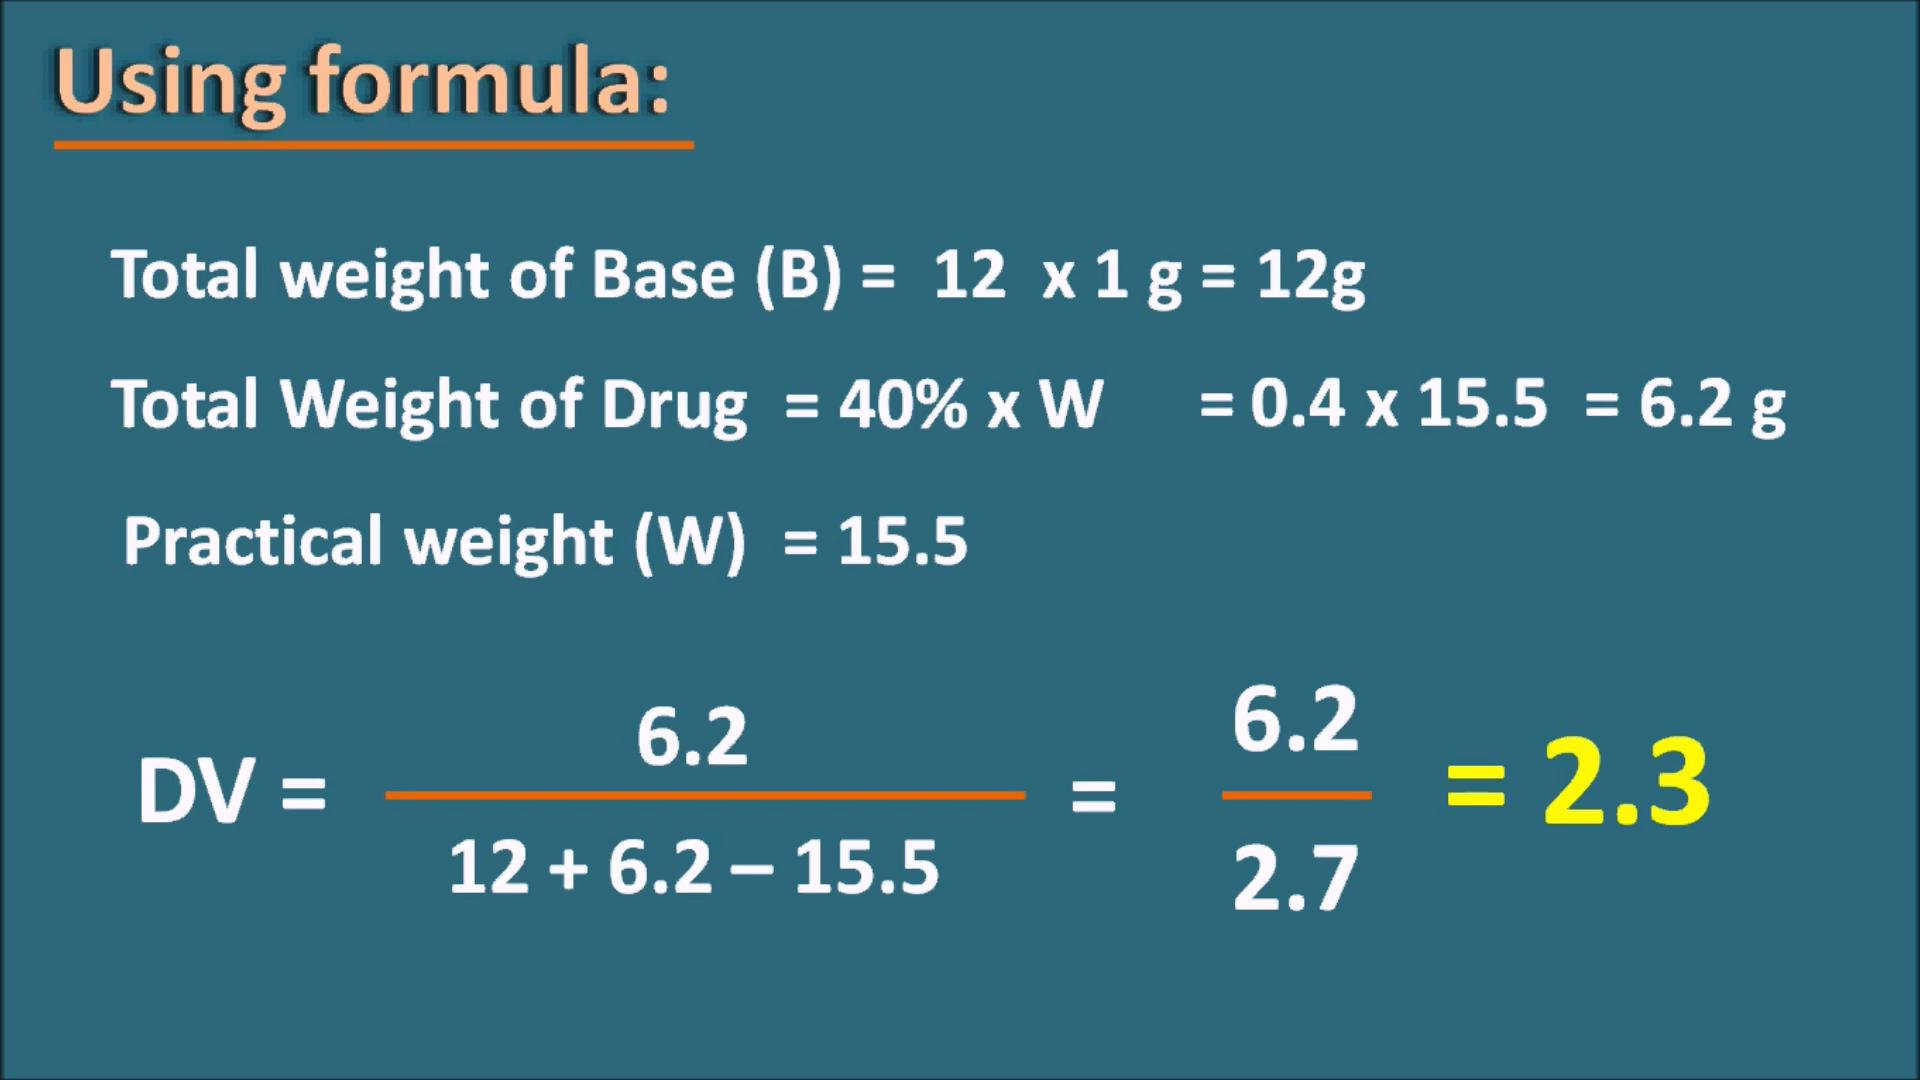 Using formula:
Total weight of Base (B) = 12 x 1 g = 12g
Total Weight of Drug = 40% x W = 0.4 x 15.5 = 6.2 g
Practical weight (W) = 15.5
6.2
DV =
12 + 6.2 – 15.5
=
6.2
2.7
= 2.3